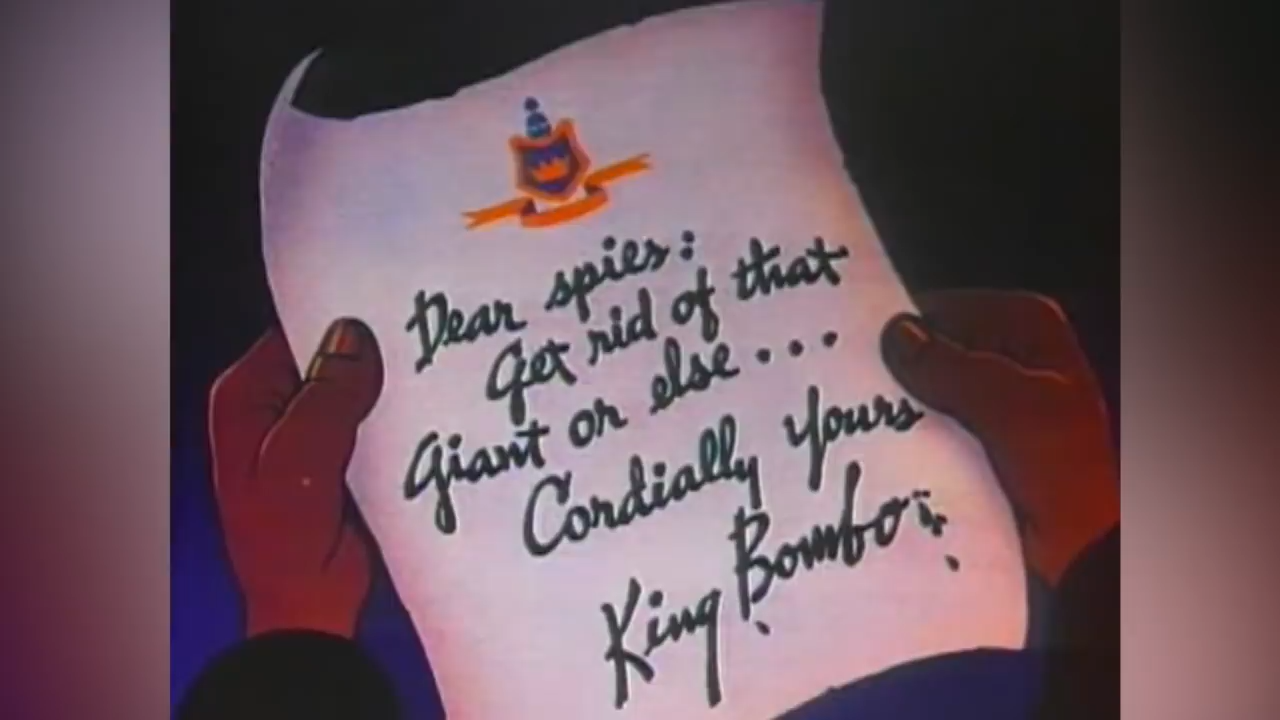 Dear spies:
Get rid of that
Giant or else...
Cordially Yours
King Bombo